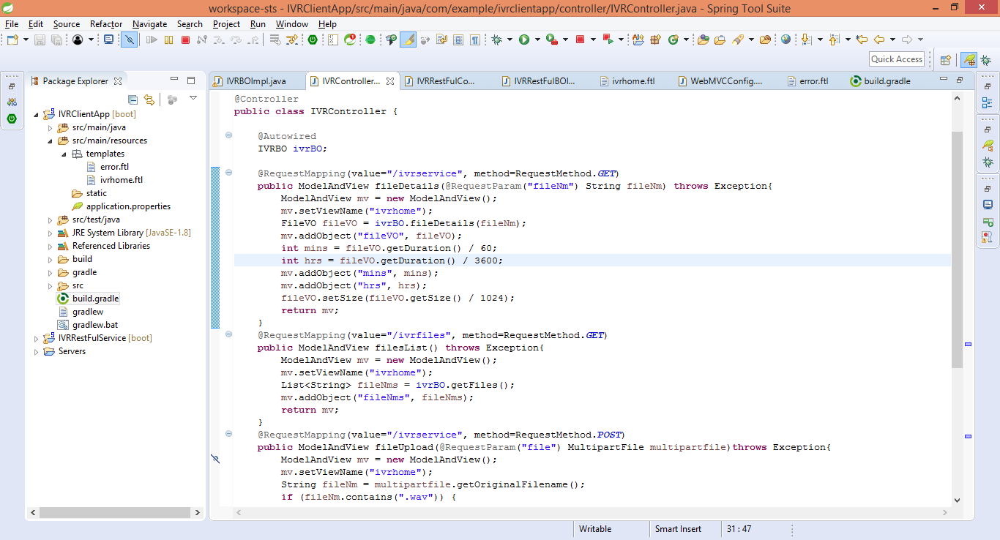 workspace-sts - IVRClientApp/src/main/java/com/example/ivrclientapp/controller/IVRController.java - Spring Tool Suite
File Edit Source Refactor Navigate Search Project Run Window Help
Quick Access
Package Explorer
IVRClientApp [boot]
src/main/java
src/main/resources
templates
error.ftl
ivrhome.ftl
static
application.properties
src/test/java
JRE System Library [JavaSE-1.8]
Referenced Libraries
build
gradle
src
build.gradle
gradlew
gradlew.bat
IVRRestFulService [boot]
Servers
IVRBOImpl.java IVRController... IVRRestFulCo... IVRRestFulBOI... ivrhome.ftl WebMVCConfig.... error.ftl build.gradle
@Controller
public class IVRController {
@Autowired
IVRBO ivrBO;
@RequestMapping(value="/ivrservice", method=RequestMethod.GET)
public ModelAndView fileDetails(@RequestParam("fileNm") String fileNm) throws Exception{
ModelAndView mv = new ModelAndView();
mv.setViewName("ivrhome");
FileVO fileVO = ivrBO.fileDetails(fileNm);
mv.addObject("fileVO", fileVO);
int mins = fileVO.getDuration() / 60;
int hrs = fileVO.getDuration() / 3600;
mv.addObject("mins", mins);
mv.addObject("hrs", hrs);
fileVO.setSize(fileVO.getSize() / 1024);
return mv;
}
@RequestMapping(value="/ivrfiles", method=RequestMethod.GET)
public ModelAndView filesList() throws Exception{
ModelAndView mv = new ModelAndView();
mv.setViewName("ivrhome");
List<String> fileNms = ivrBO.getFiles();
mv.addObject("fileNms", fileNms);
return mv;
}
@RequestMapping(value="/ivrservice", method=RequestMethod.POST)
public ModelAndView fileUpload(@RequestParam("file") MultipartFile multipartfile)throws Exception{
ModelAndView mv = new ModelAndView();
mv.setViewName("ivrhome");
String fileNm = multipartfile.getOriginalFilename();
if (fileNm.contains(".wav")) {
Writable Smart Insert 31 : 47